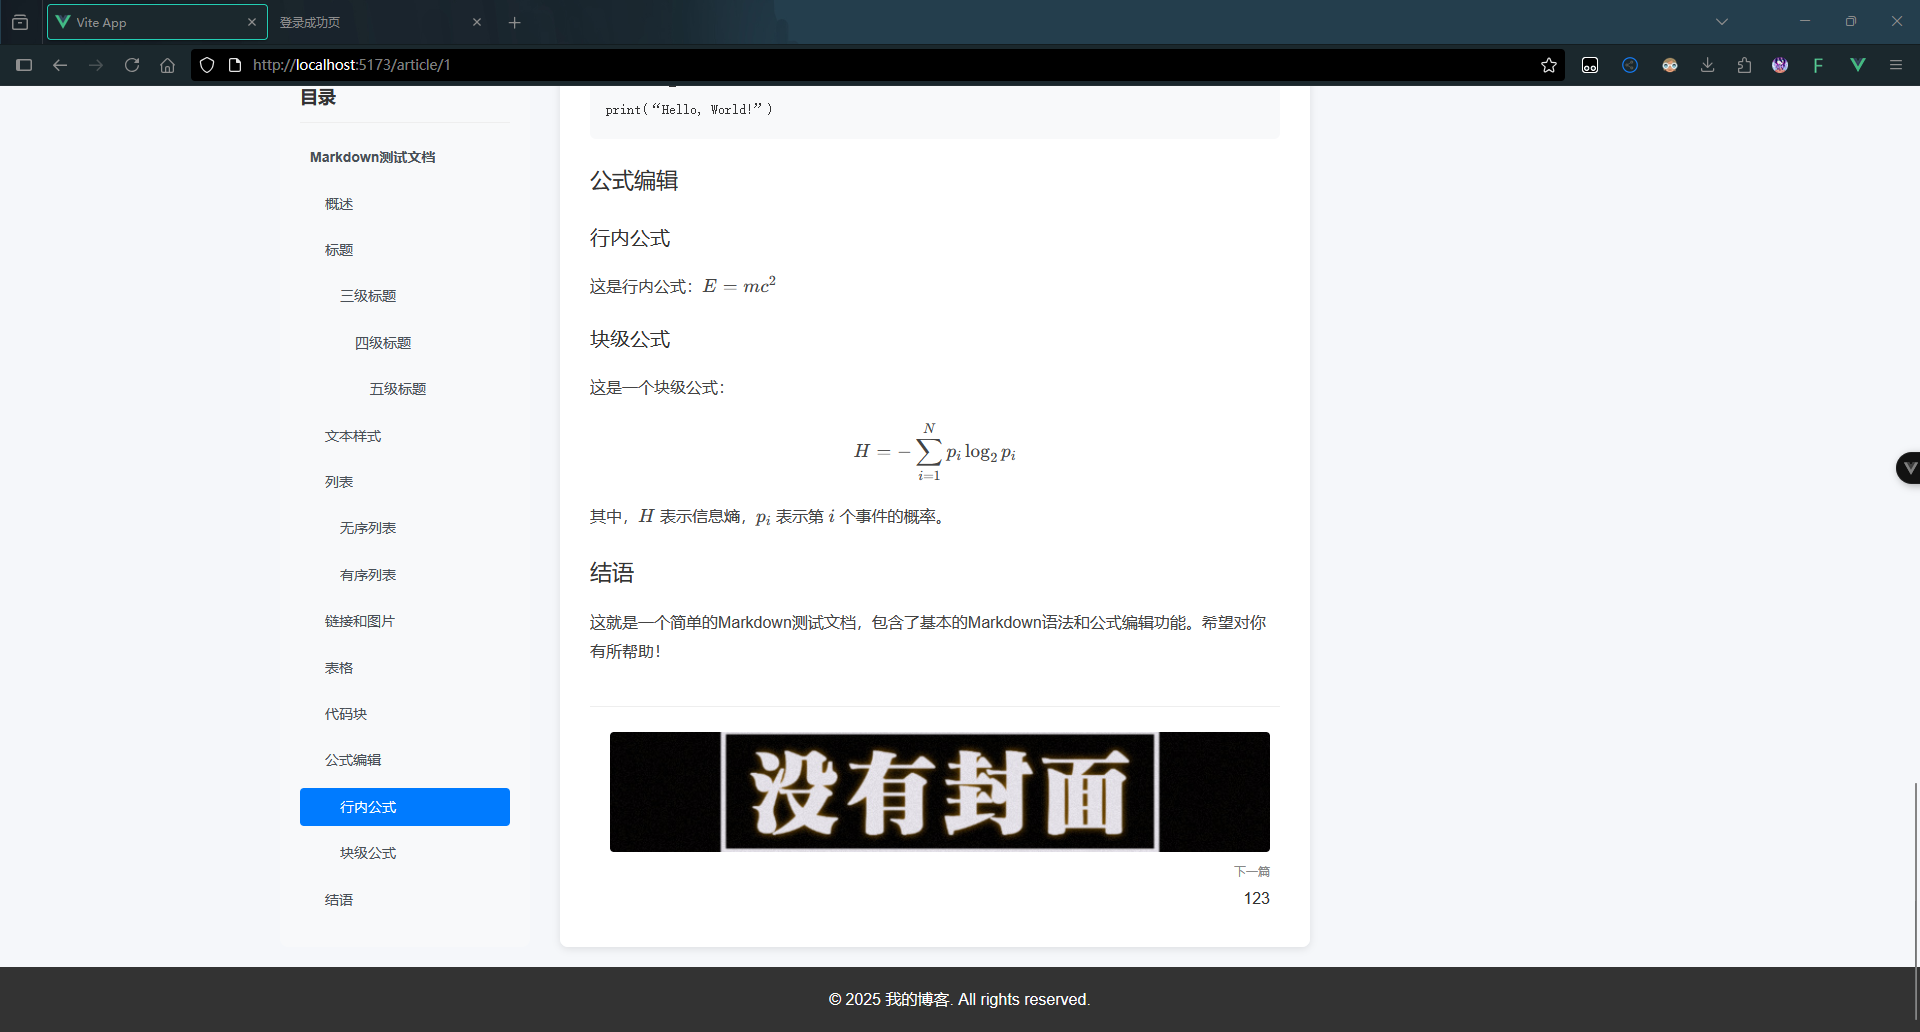 Vite App
登录成功页
http://localhost:5173/article/1
F
目录
Markdown测试文档
概述
标题
三级标题
四级标题
五级标题
文本样式
列表
无序列表
有序列表
链接和图片
表格
代码块
公式编辑
行内公式
块级公式
结语
print(“Hello, World!”)
公式编辑
行内公式
这是行内公式：E = mc²
块级公式
这是一个块级公式：
H = −∑_{i=1}^{N} p_i log₂ p_i
其中，H 表示信息熵，p_i 表示第 i 个事件的概率。
结语
这就是一个简单的Markdown测试文档，包含了基本的Markdown语法和公式编辑功能。希望对你
有所帮助！
没有封面
下一篇
123
© 2025 我的博客. All rights reserved.